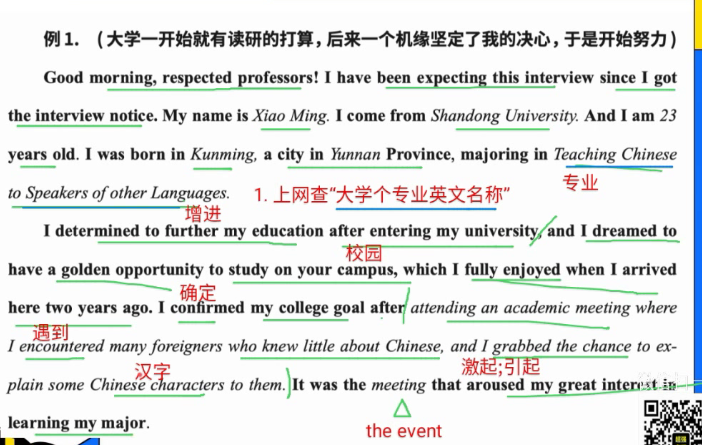 例 1. (大学一开始就有读研的打算，后来一个机缘坚定了我的决心，于是开始努力)
Good morning, respected professors! I have been expecting this interview since I got
the interview notice. My name is Xiao Ming. I come from Shandong University. And I am 23
years old. I was born in Kunming, a city in Yunnan Province, majoring in Teaching Chinese
to Speakers of other Languages.
1. 上网查“大学个专业英文名称”
专业
增进
I determined to further my education after entering my university, and I dreamed to
校园
have a golden opportunity to study on your campus, which I fully enjoyed when I arrived
确定
here two years ago. I confirmed my college goal after attending an academic meeting where
遇到
I encountered many foreigners who knew little about Chinese, and I grabbed the chance to ex-
汉字
激起;引起
plain some Chinese characters to them. It was the meeting that aroused my great interest in
the event
learning my major.